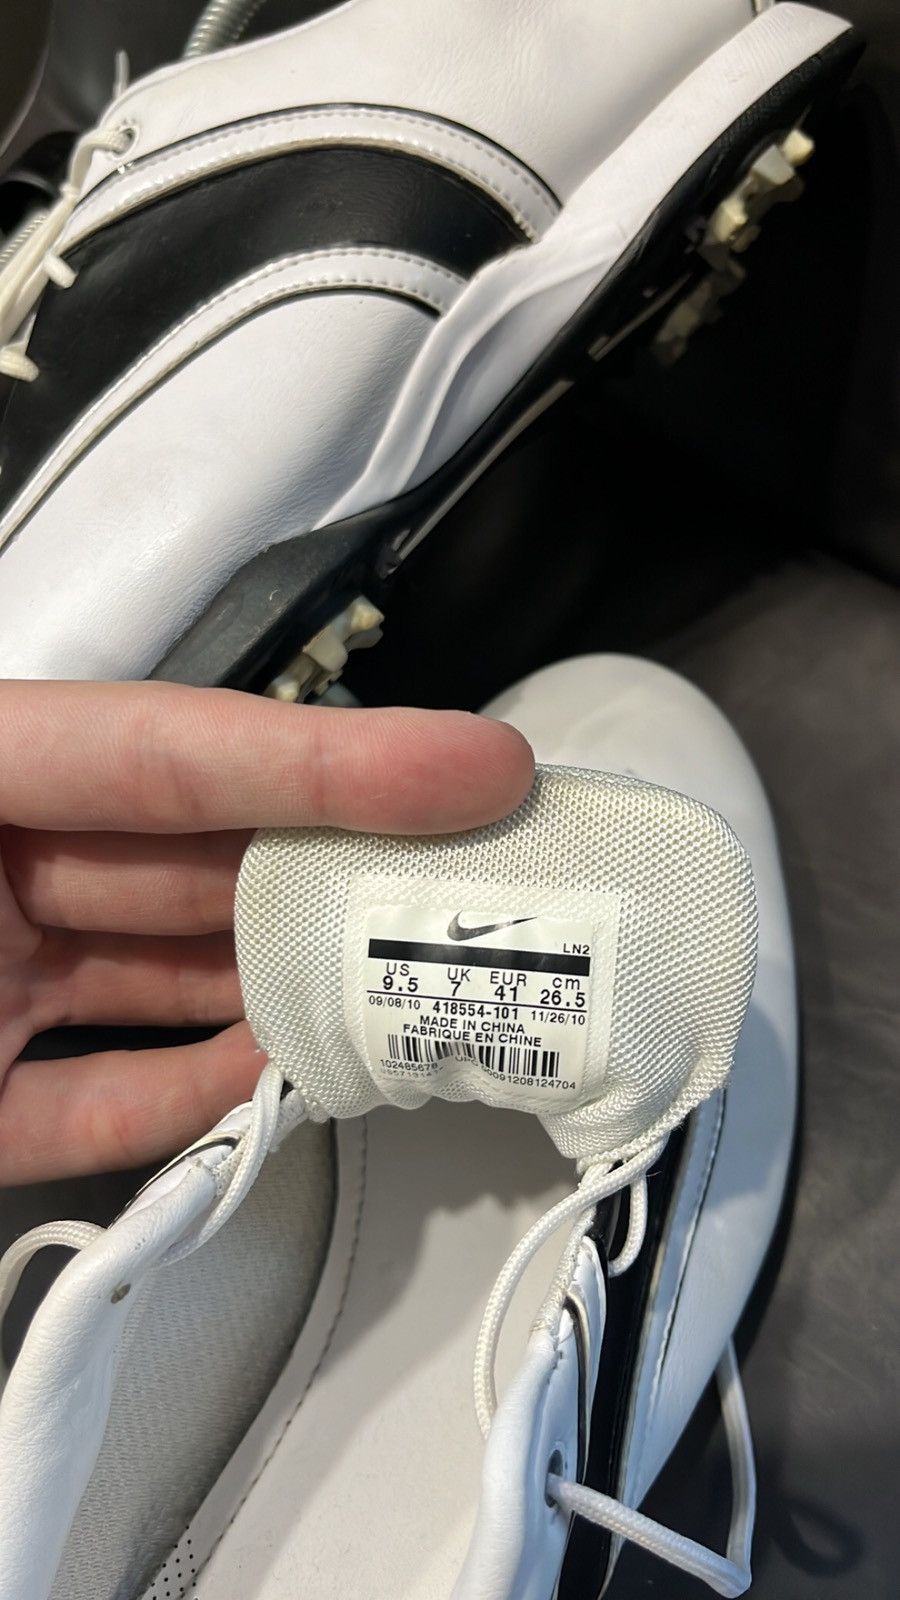 LN2
US UK EUR cm
9.5 7 41 26.5
09/08/10 418554-101 11/26/10
MADE IN CHINA
FABRIQUE EN CHINE
UPC